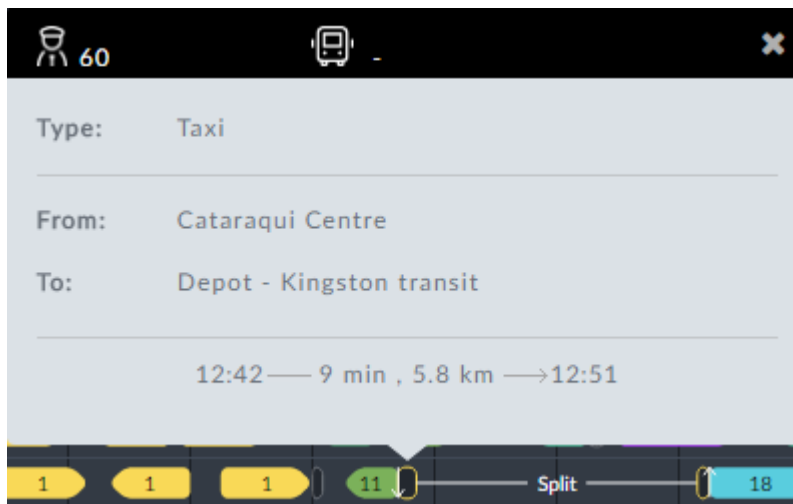 60 -
Type: Taxi
From: Cataraqui Centre
To: Depot - Kingston transit
12:42 9 min , 5.8 km 12:51
1 1 1 11 Split 18